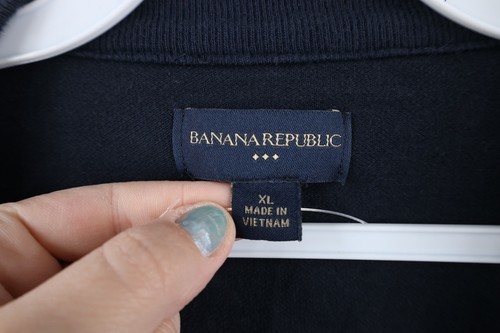 BANANA REPUBLIC
XL
MADE IN
VIETNAM